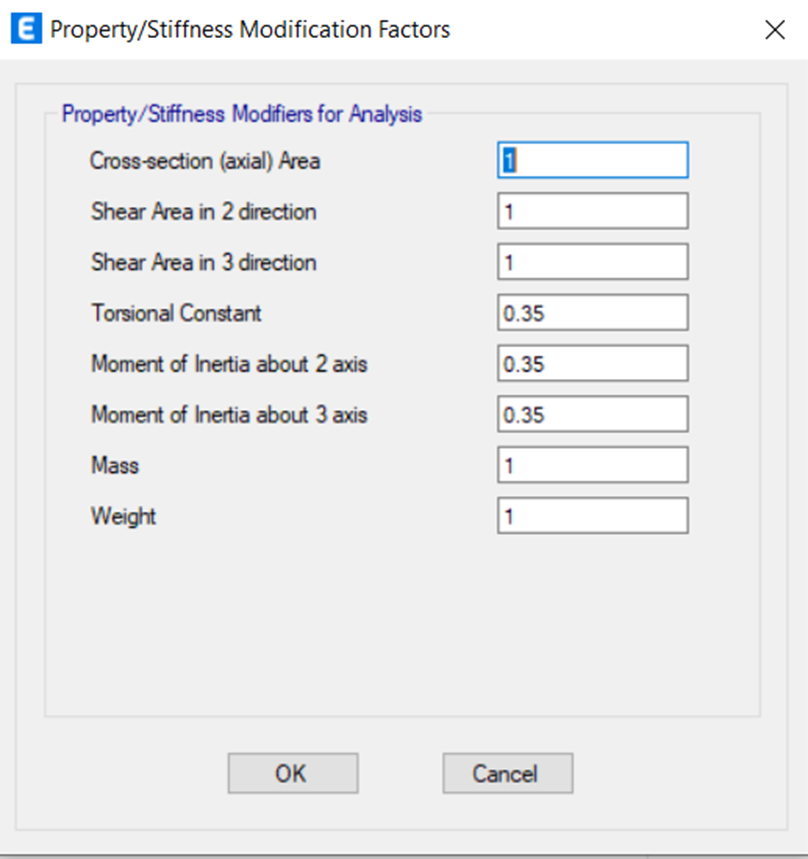 E Property/Stiffness Modification Factors
Property/Stiffness Modifiers for Analysis
Cross-section (axial) Area 1
Shear Area in 2 direction 1
Shear Area in 3 direction 1
Torsional Constant 0.35
Moment of Inertia about 2 axis 0.35
Moment of Inertia about 3 axis 0.35
Mass 1
Weight 1
OK Cancel